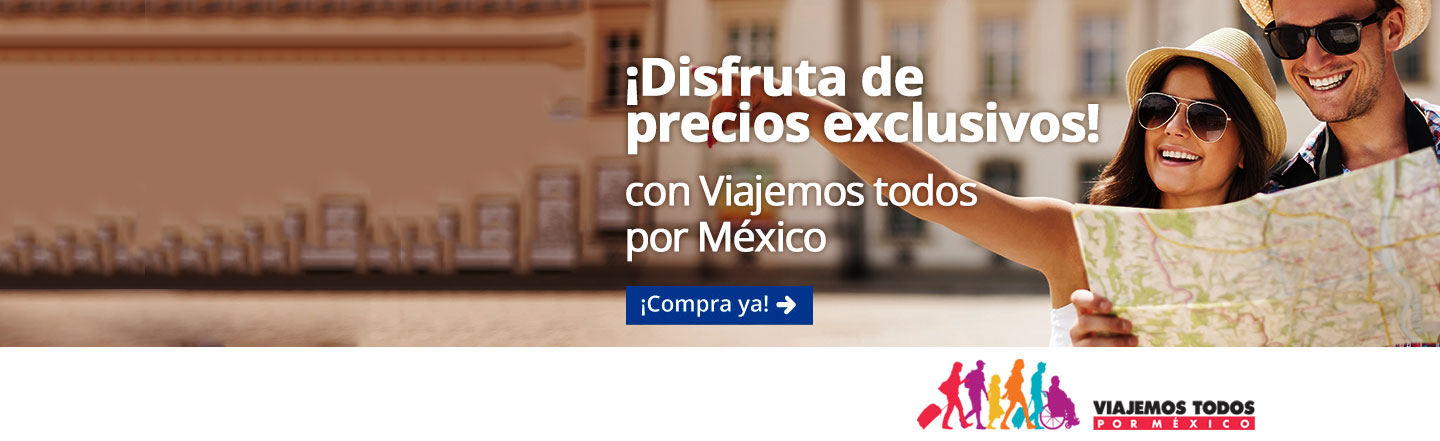 ¡Disfruta de
precios exclusivos!
con Viajemos todos
por México
¡Compra ya!
VIAJEMOS TODOS
POR MÉXICO